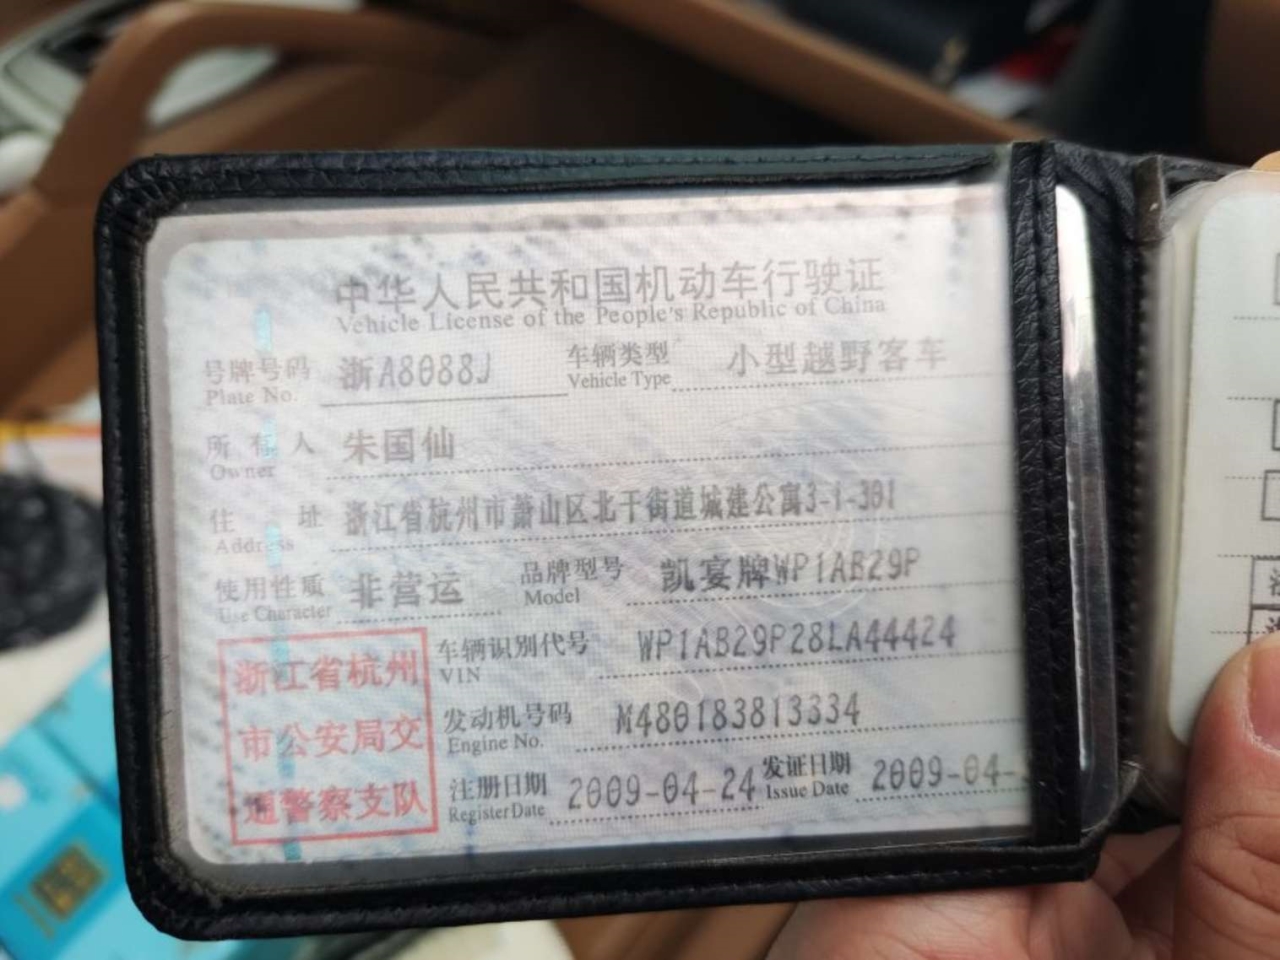 中华人民共和国机动车行驶证
Vehicle License of the People's Republic of China
号牌号码 浙A8088J 车辆类型 小型越野客车
Plate No. Vehicle Type
所有人 朱国仙
Owner
住址 浙江省杭州市萧山区北干街道城建公寓3-1-301
Address
使用性质 非营运 品牌型号 凯宴牌WP1AB29P
Use Character Model
浙江省杭州
市公安局交
通警察支队
车辆识别代号 WP1AB29P28LA44424
VIN
发动机号码 M480183813334
Engine No.
注册日期 2009-04-24 发证日期 2009-04-
Register Date Issue Date